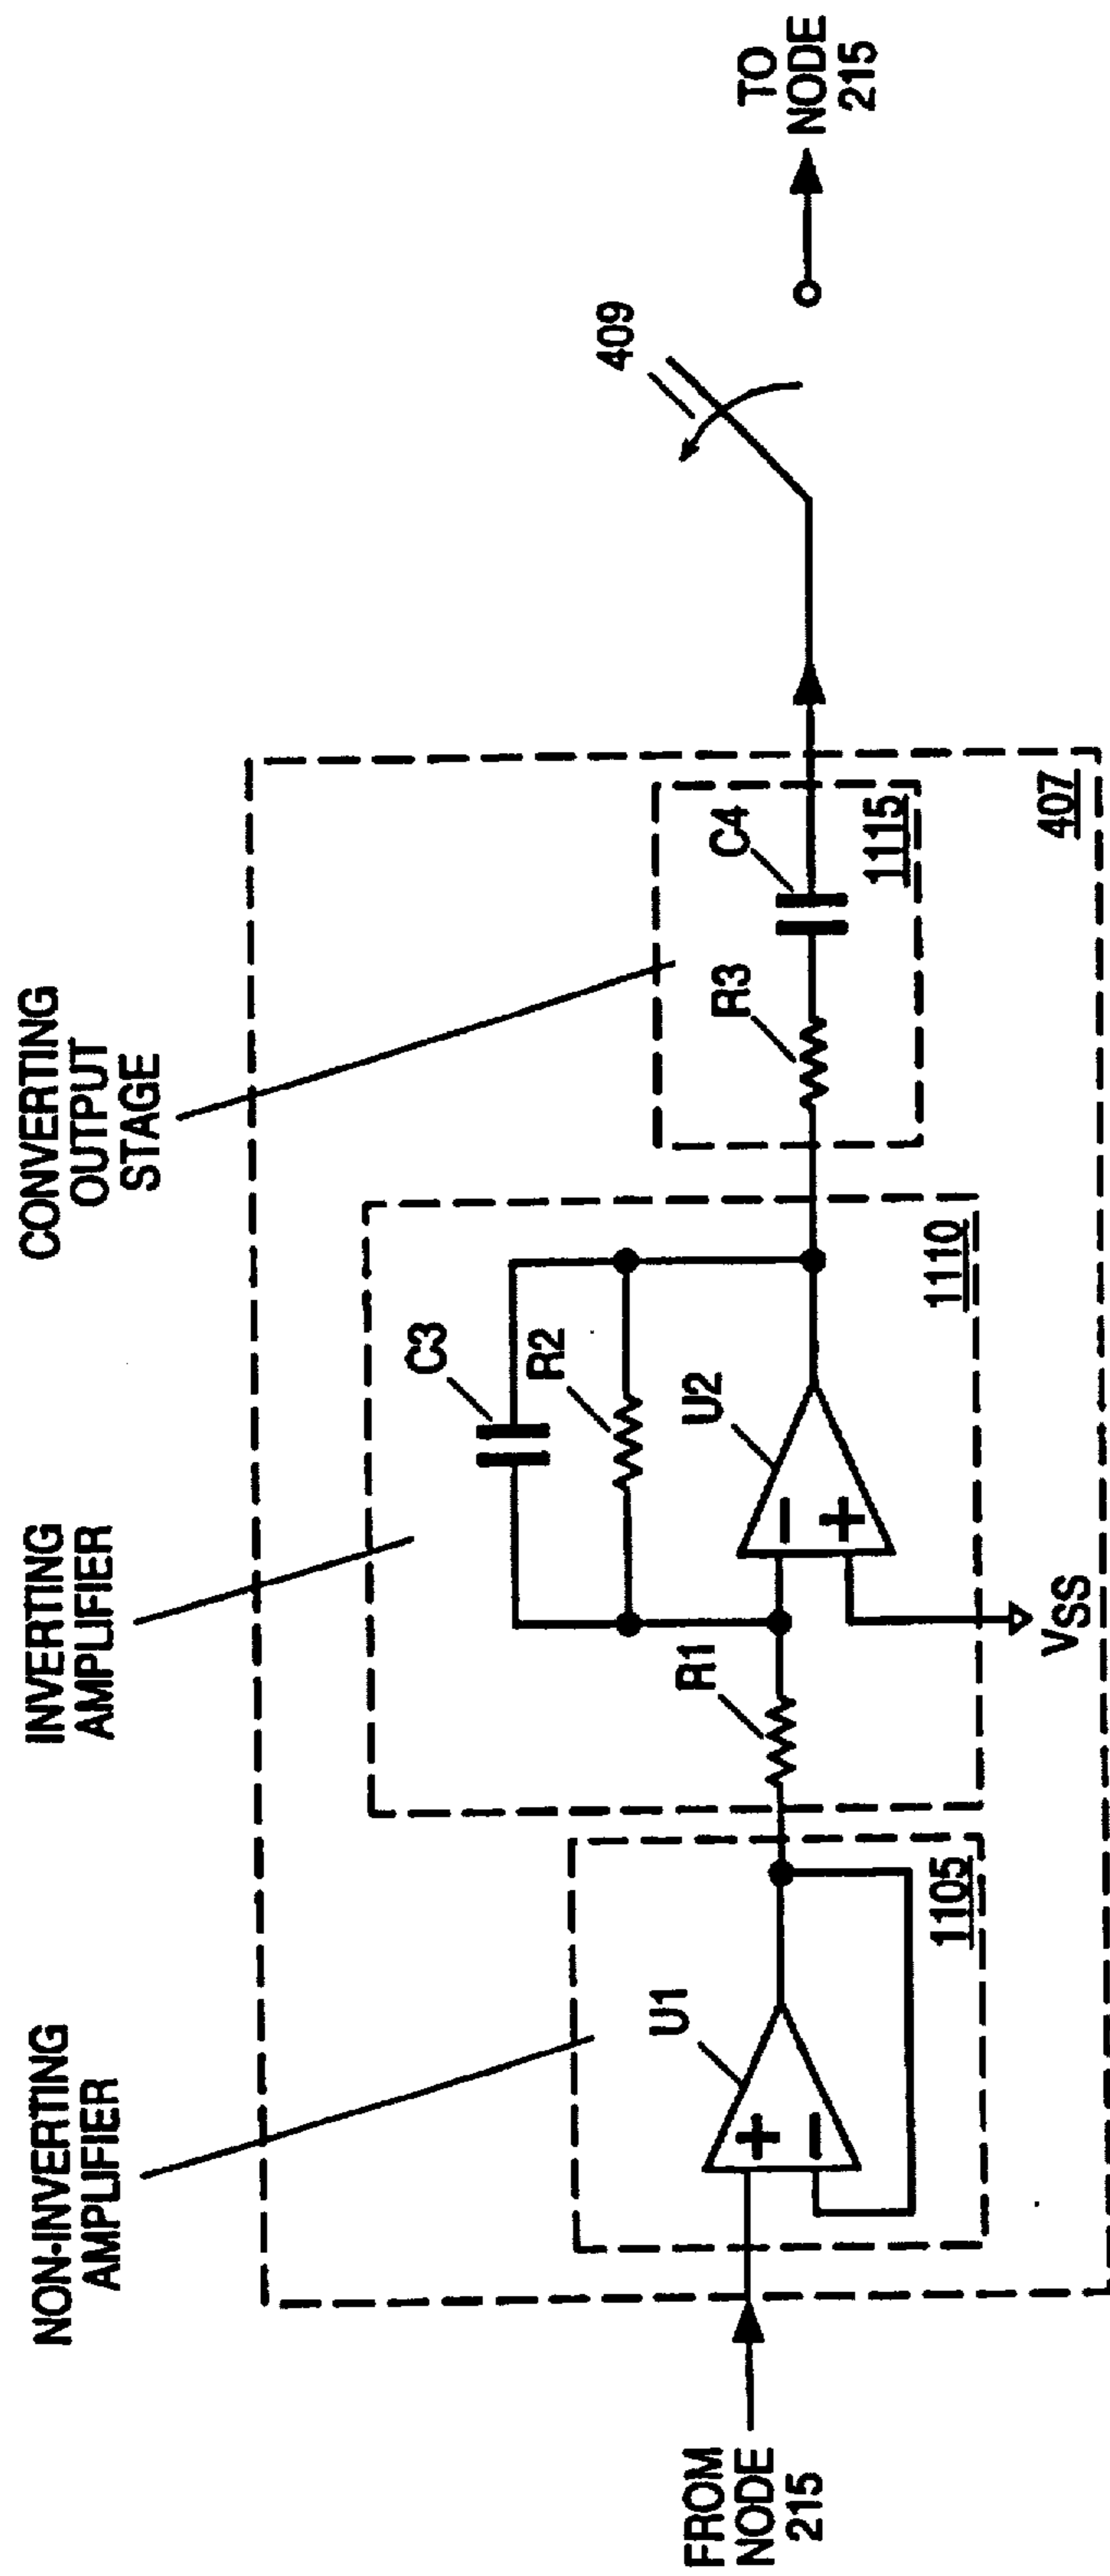 NON-INVERTING
AMPLIFIER
INVERTING
AMPLIFIER
CONVERTING
OUTPUT
STAGE
C3
R2
C4
409
U1
R1
U2
R3
+
−
−
+
FROM
NODE
215
TO
NODE
215
1105
1110
1115
VSS
407